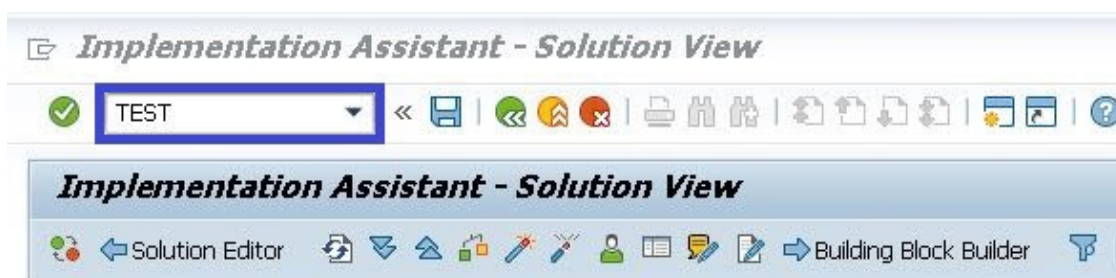 Implementation Assistant - Solution View
TEST
Implementation Assistant - Solution View
Solution Editor Building Block Builder